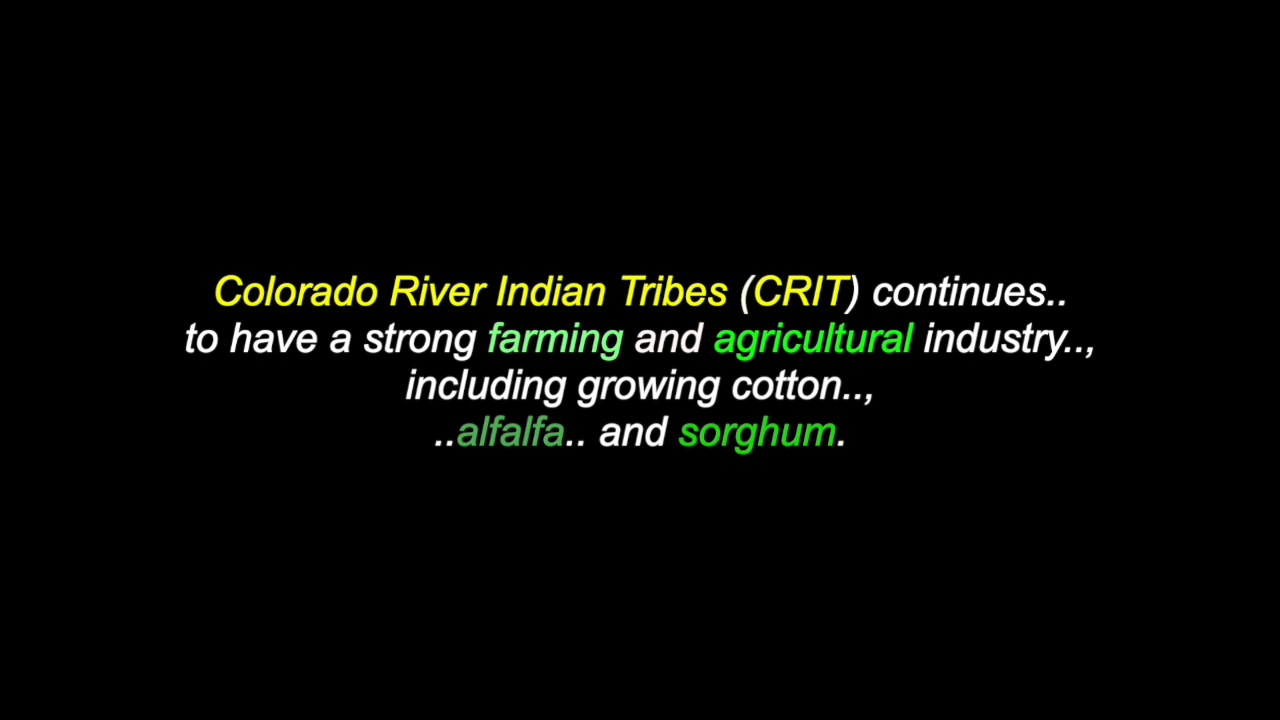 Colorado River Indian Tribes (CRIT) continues..
to have a strong farming and agricultural industry..,
including growing cotton..,
..alfalfa.. and sorghum.